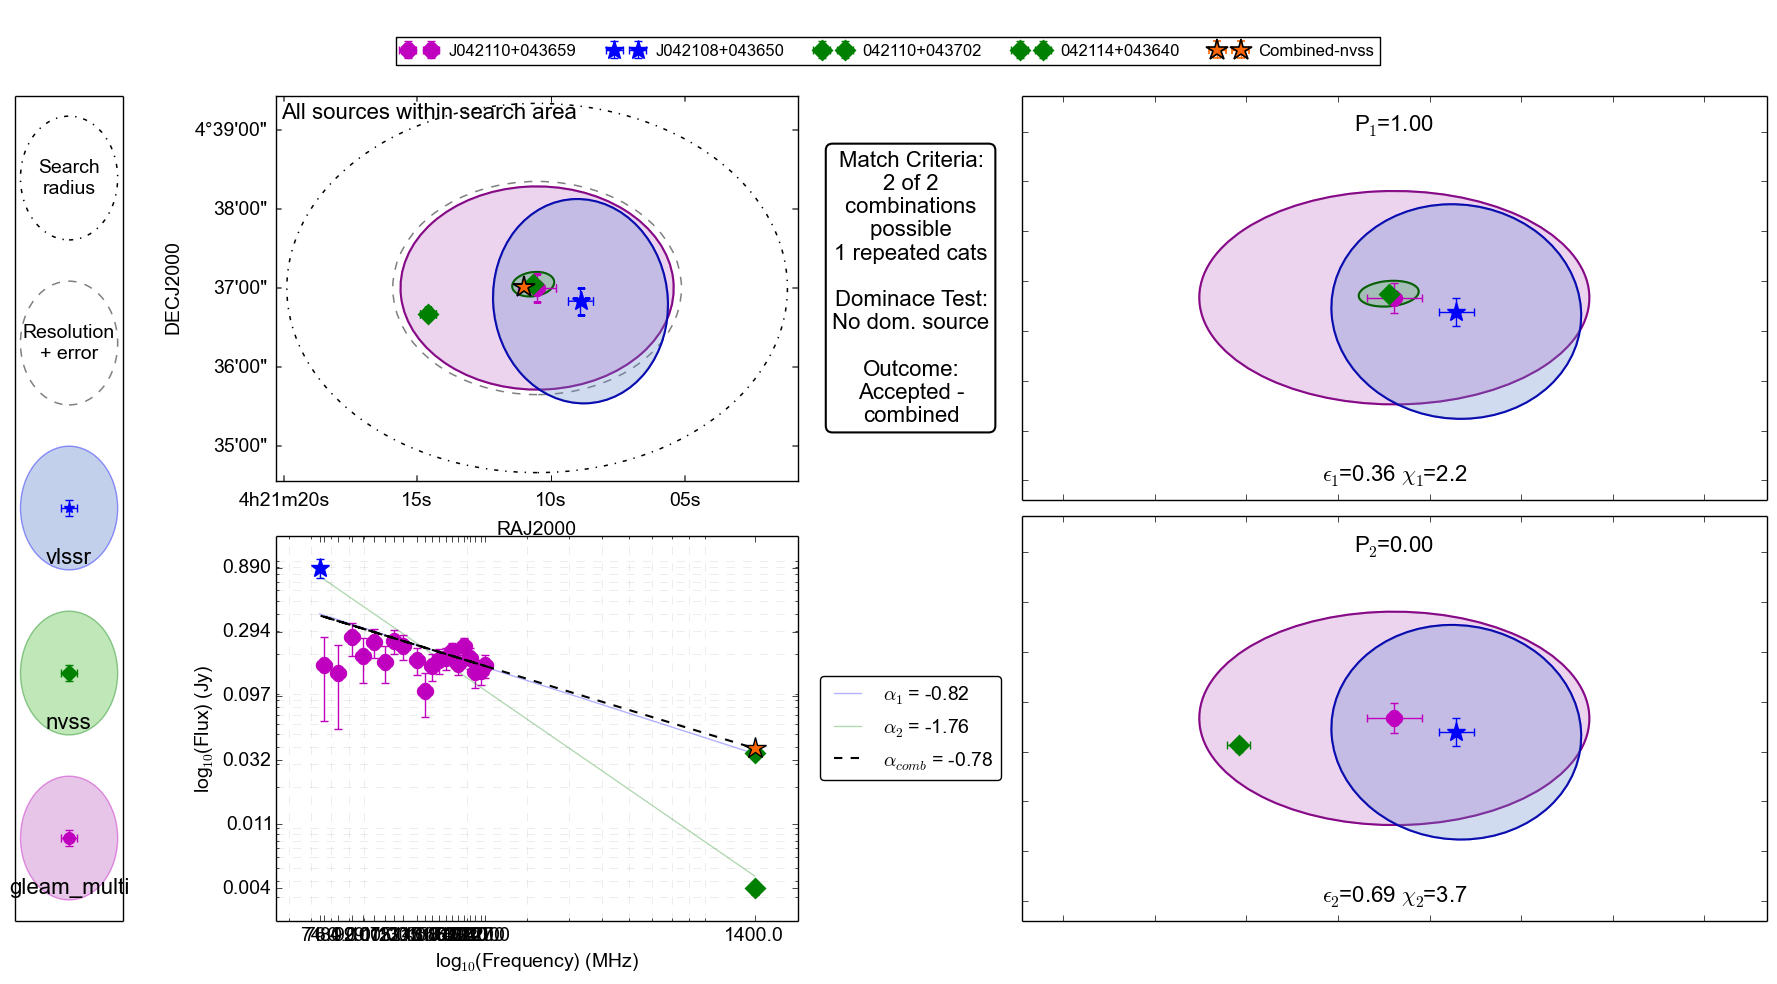 J042110+043659 J042108+043650 042110+043702 042114+043640 Combined-nvss
Search
radius
Resolution
+ error
vlssr
nvss
gleam_multi
All sources within search area
4°39'00"
38'00"
37'00"
36'00"
35'00"
DECJ2000
4h21m20s 15s 10s 05s
RAJ2000
Match Criteria:
2 of 2
combinations
possible
1 repeated cats
Dominace Test:
No dom. source
Outcome:
Accepted -
combined
P1=1.00
ϵ1=0.36 χ1=2.2
0.890
0.294
0.097
0.032
0.011
0.004
log10(Flux) (Jy)
1400.0
log10(Frequency) (MHz)
α1 = -0.82
α2 = -1.76
αcomb = -0.78
P2=0.00
ϵ2=0.69 χ2=3.7